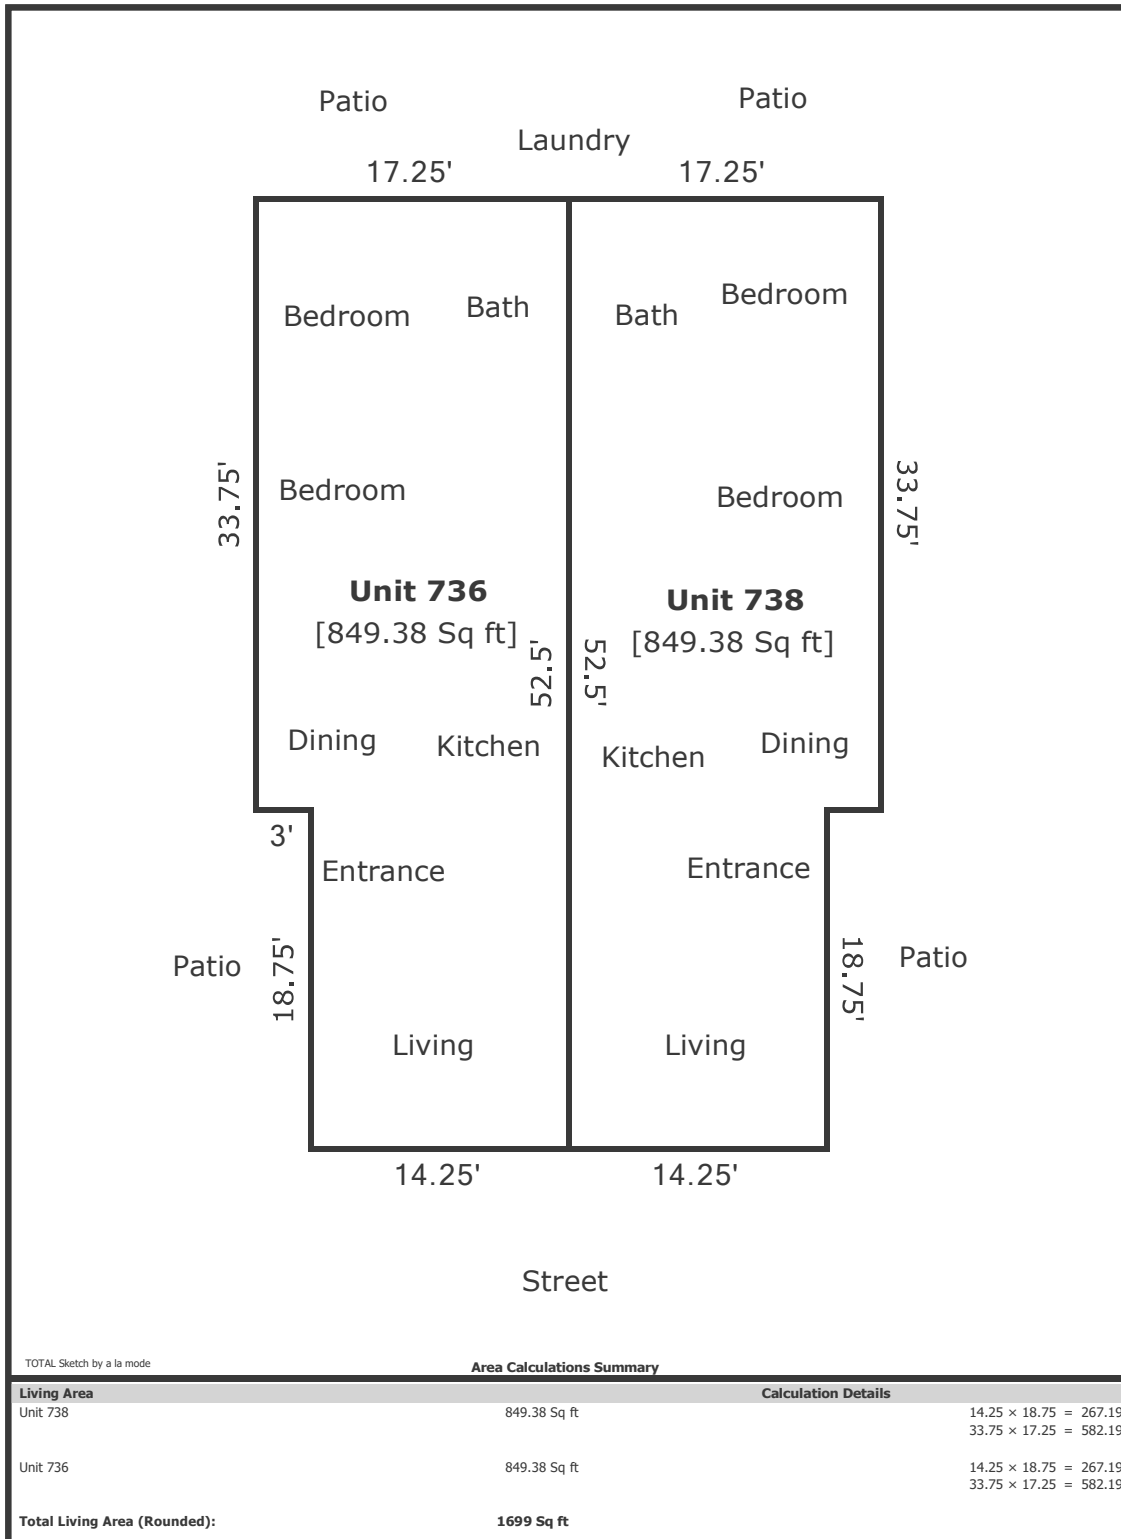 Patio
Patio
Laundry
17.25'
17.25'
Bedroom
Bath
Bath
Bedroom
33.75'
33.75'
Bedroom
Bedroom
Unit 736
[849.38 Sq ft]
Unit 738
[849.38 Sq ft]
52.5'
52.5'
Dining
Kitchen
Kitchen
Dining
3'
Entrance
Entrance
Patio
18.75'
18.75'
Patio
Living
Living
14.25'
14.25'
Street
TOTAL Sketch by a la mode
Area Calculations Summary
Living Area
Calculation Details
Unit 738
849.38 Sq ft
14.25 × 18.75 = 267.19
33.75 × 17.25 = 582.19
Unit 736
849.38 Sq ft
14.25 × 18.75 = 267.19
33.75 × 17.25 = 582.19
Total Living Area (Rounded):
1699 Sq ft